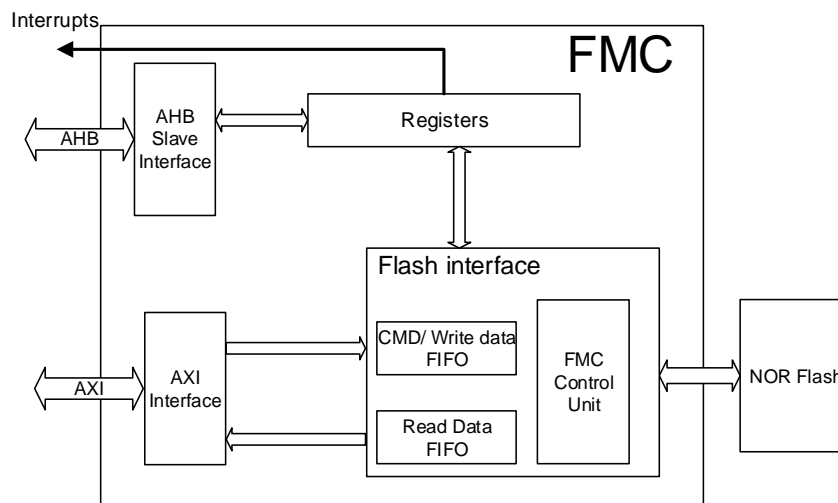 Interrupts
FMC
AHB
AHB
Slave
Interface
Registers
Flash interface
CMD/ Write data
FIFO
FMC
Control
Unit
Read Data
FIFO
AXI
AXI
Interface
NOR Flash